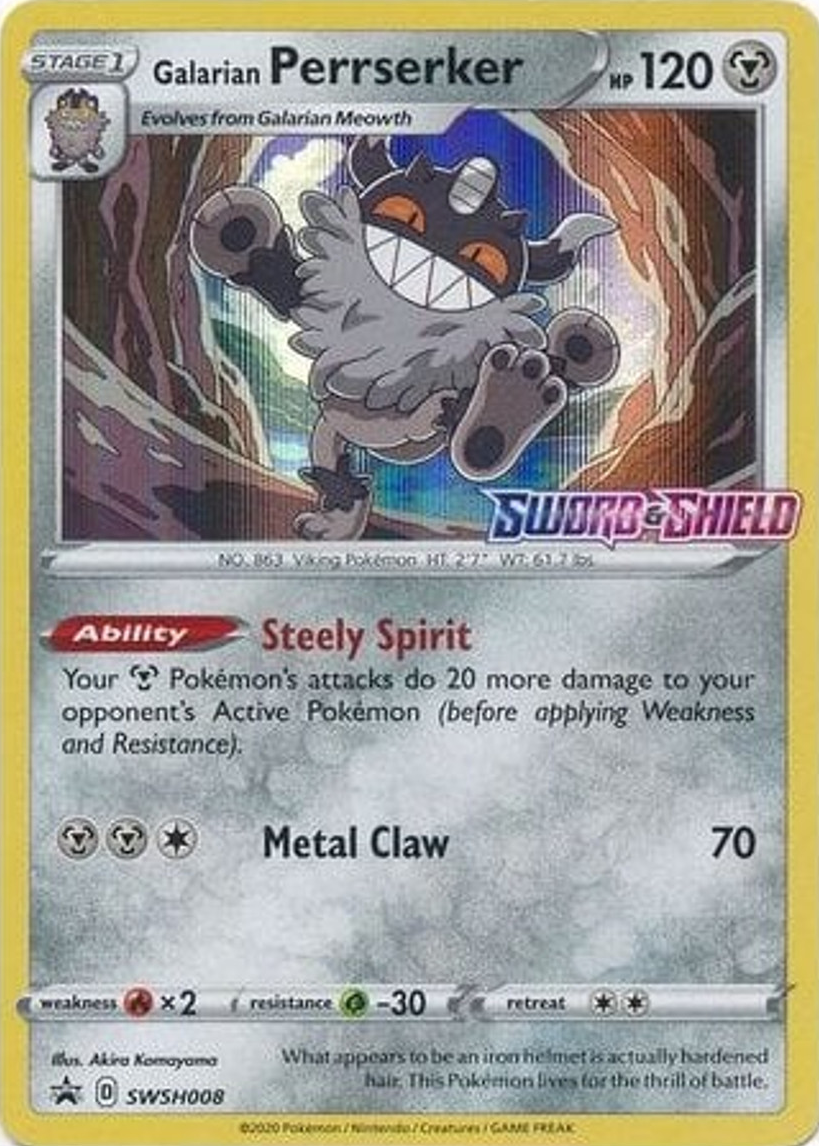 STAGE 1
Galarian Perrserker HP 120
Evolves from Galarian Meowth
SWORD & SHIELD
NO. 863 Viking Pokémon HT: 2'7" WT: 61.7 lbs.
Ability Steely Spirit
Your Pokémon's attacks do 20 more damage to your
opponent's Active Pokémon (before applying Weakness
and Resistance).
Metal Claw 70
weakness ×2 resistance -30 retreat
Illus. Akira Komayama
What appears to be an iron helmet is actually hardened
hair. This Pokémon lives for the thrill of battle.
D SWSH008
©2020 Pokémon / Nintendo / Creatures / GAME FREAK